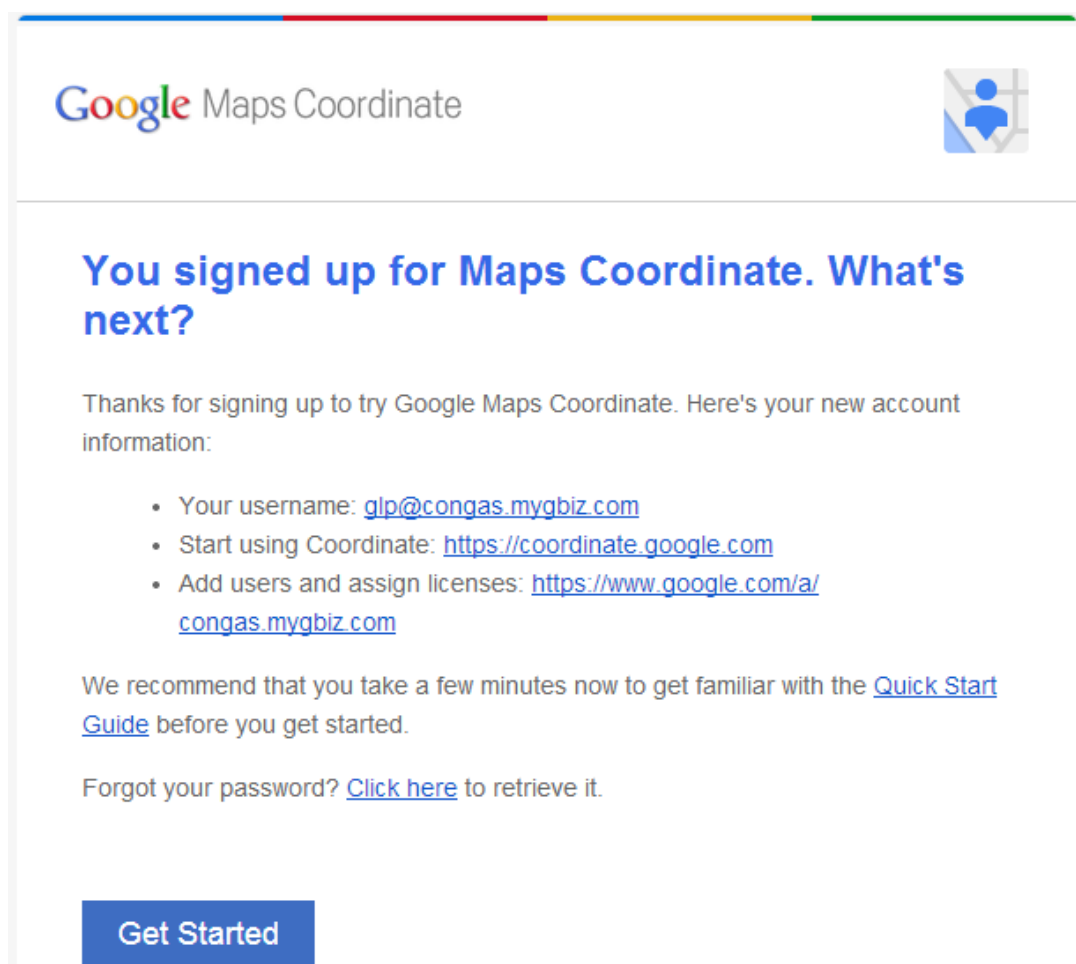 Google Maps Coordinate
You signed up for Maps Coordinate. What's
next?
Thanks for signing up to try Google Maps Coordinate. Here's your new account
information:
• Your username: glp@congas.mygbiz.com
• Start using Coordinate: https://coordinate.google.com
• Add users and assign licenses: https://www.google.com/a/
congas.mygbiz.com
We recommend that you take a few minutes now to get familiar with the Quick Start
Guide before you get started.
Forgot your password? Click here to retrieve it.
Get Started